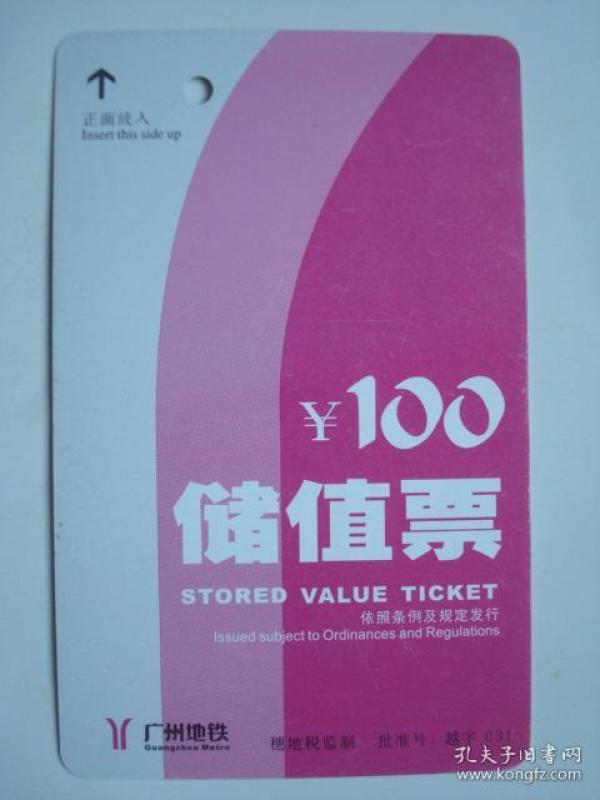 正面放入
Insert this side up
¥100
储值票
STORED VALUE TICKET
依照条例及规定发行
Issued subject to Ordinances and Regulations
广州地铁
Guangzhou Metro
穗地税监制 批准号：越字 031
孔夫子旧書网
www.kongfz.com